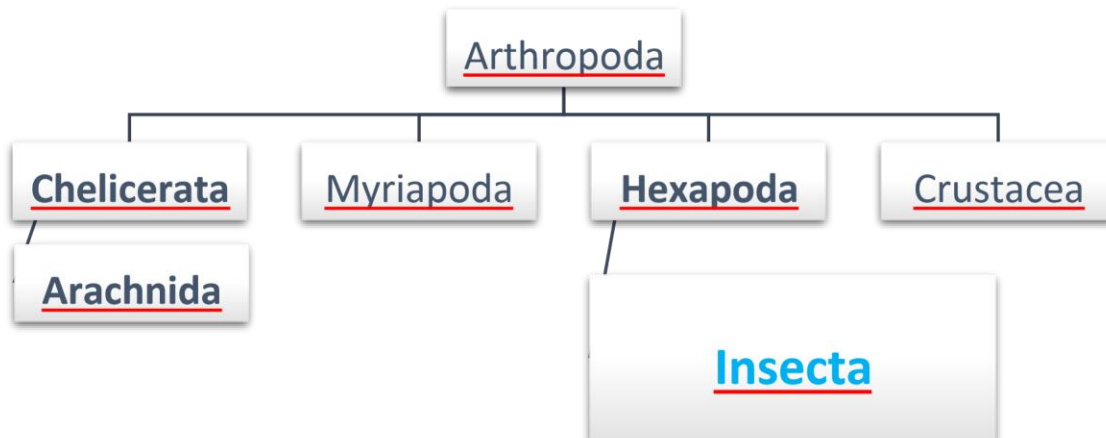 Arthropoda
Chelicerata
Myriapoda
Hexapoda
Crustacea
Arachnida
Insecta